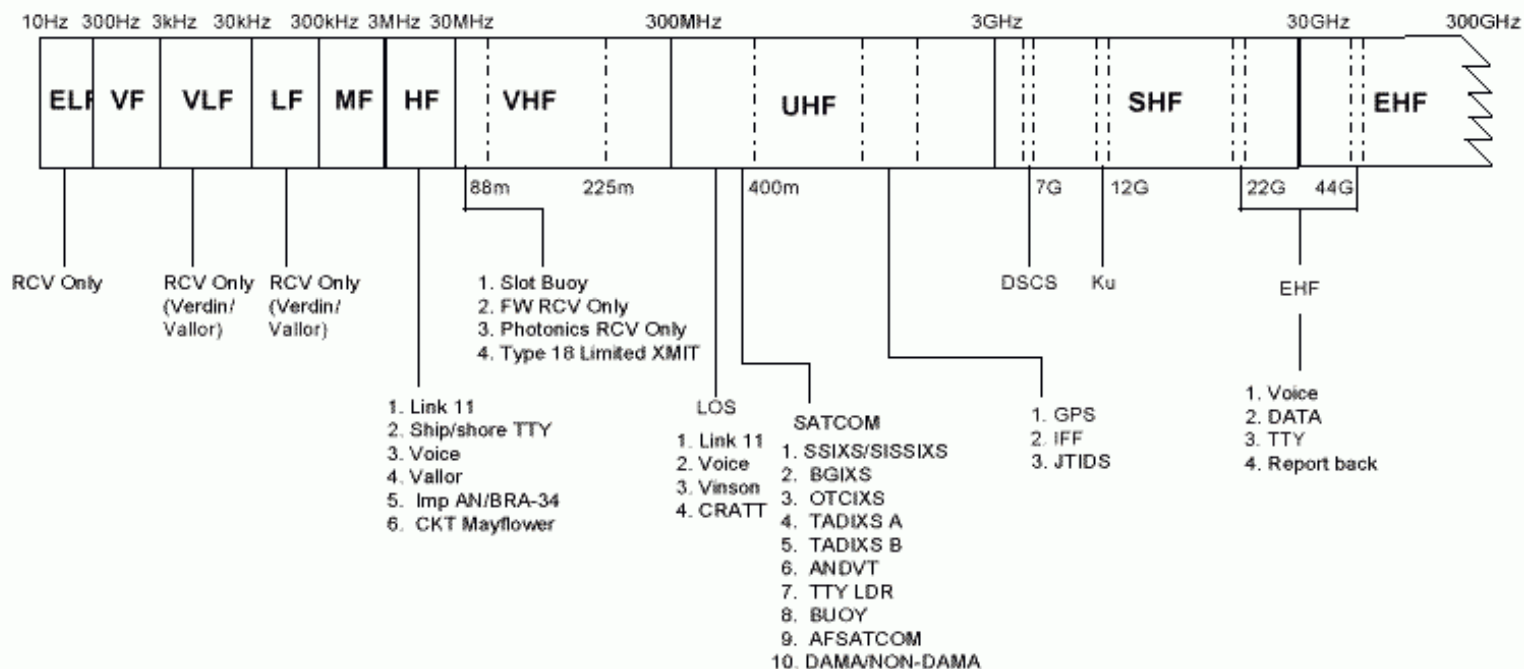 10Hz 300Hz 3kHz 30kHz 300kHz 3MHz 30MHz 300MHz 3GHz 30GHz 300GHz
ELF VF VLF LF MF HF VHF UHF SHF EHF
88m 225m 400m 7G 12G 22G 44G
RCV Only
RCV Only
(Verdin/
Vallor)
RCV Only
(Verdin/
Vallor)
1. Slot Buoy
2. FW RCV Only
3. Photonics RCV Only
4. Type 18 Limited XMIT
DSCS
Ku
EHF
1. Link 11
2. Ship/shore TTY
3. Voice
4. Vallor
5. Imp AN/BRA-34
6. CKT Mayflower
LOS
1. Link 11
2. Voice
3. Vinson
4. CRATT
SATCOM
1. SSIXS/SISSIXS
2. BGIXS
3. OTCIXS
4. TADIXS A
5. TADIXS B
6. ANDVT
7. TTY LDR
8. BUOY
9. AFSATCOM
10. DAMA/NON-DAMA
1. GPS
2. IFF
3. JTIDS
1. Voice
2. DATA
3. TTY
4. Report back